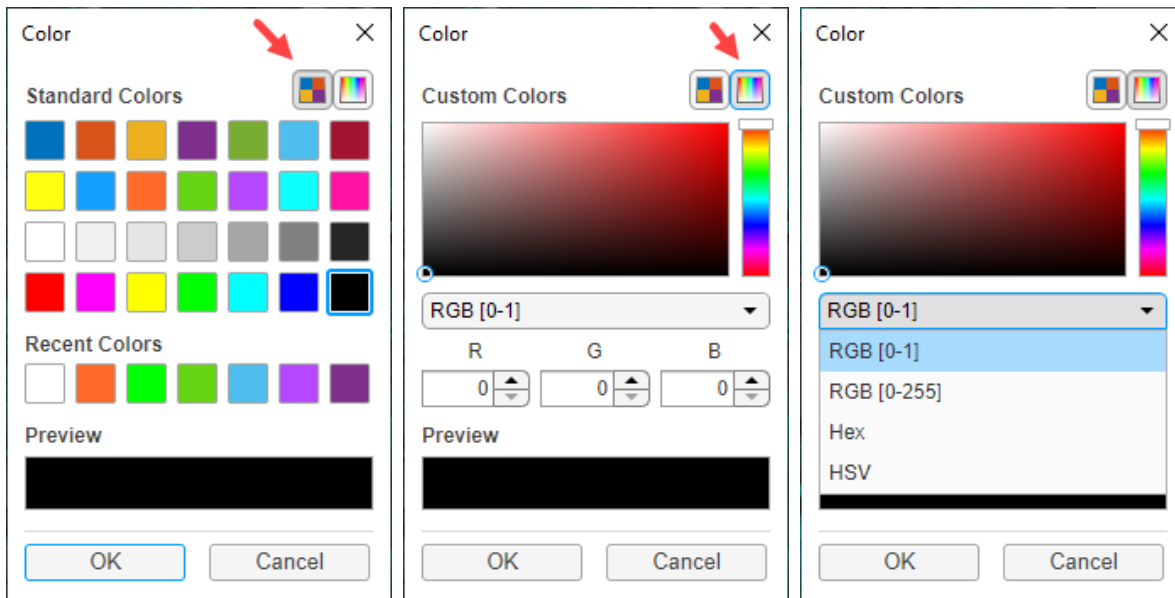 Color
Standard Colors
Recent Colors
Preview
OK Cancel
Color
Custom Colors
RGB [0-1]
R G B
0 0 0
Preview
OK Cancel
Color
Custom Colors
RGB [0-1]
RGB [0-1]
RGB [0-255]
Hex
HSV
OK Cancel